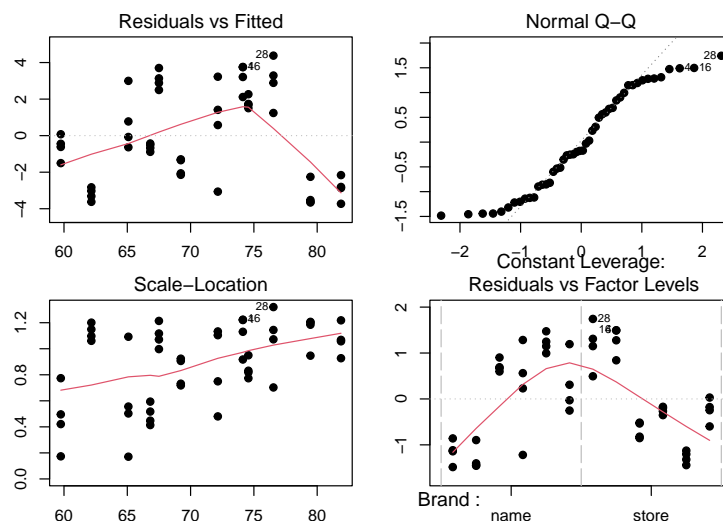 Residuals vs Fitted
4
2
0
−2
−4
28
60 65 70 75 80
Normal Q−Q
1.5
0.5
−0.5
−1.5
28
4 16
−2 −1 0 1 2
Scale−Location
1.2
0.8
0.4
0.0
28
60 65 70 75 80
Constant Leverage:
Residuals vs Factor Levels
2
1
0
−1
28
Brand :
name store